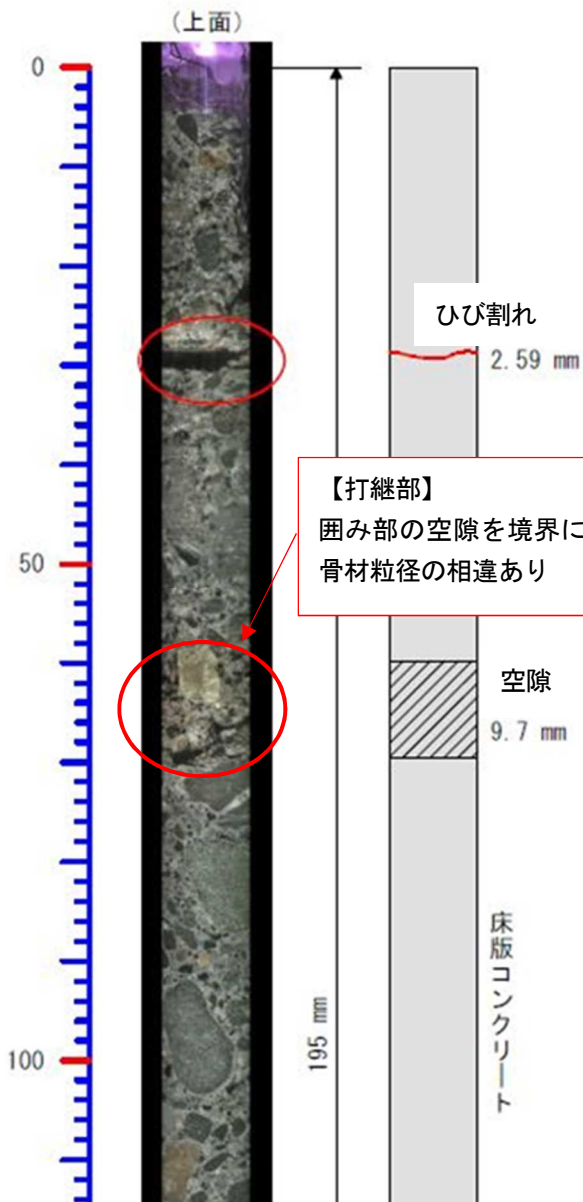 (上面)
0
ひび割れ
2.59 mm
【打継部】
囲み部の空隙を境界に
骨材粒径の相違あり
50
空隙
9.7 mm
床版コンクリート
195 mm
100